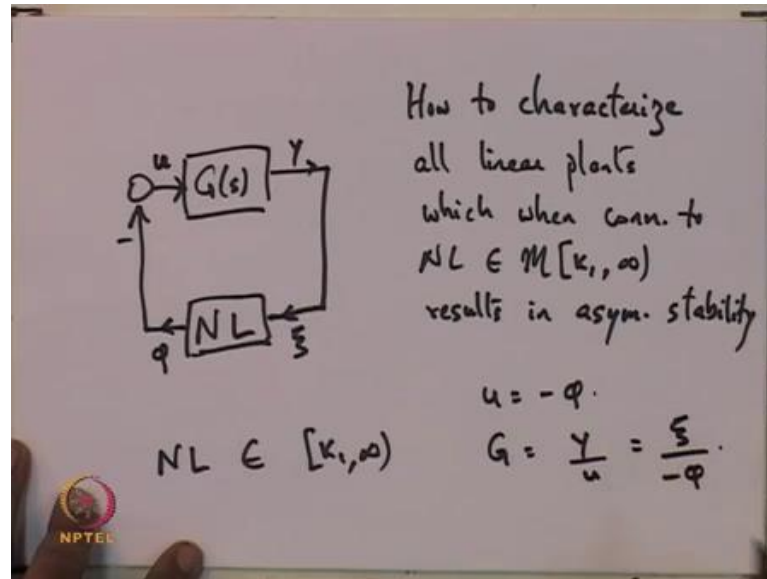 How to characterize
all linear plants
which when conn. to
NL ∈ M[K₁, ∞)
results in asym. stability
u
G(s)
y
-
NL
φ
ξ
u = - φ.
NL ∈ [K₁, ∞)
G = y/u = ξ/-φ.
NPTEL